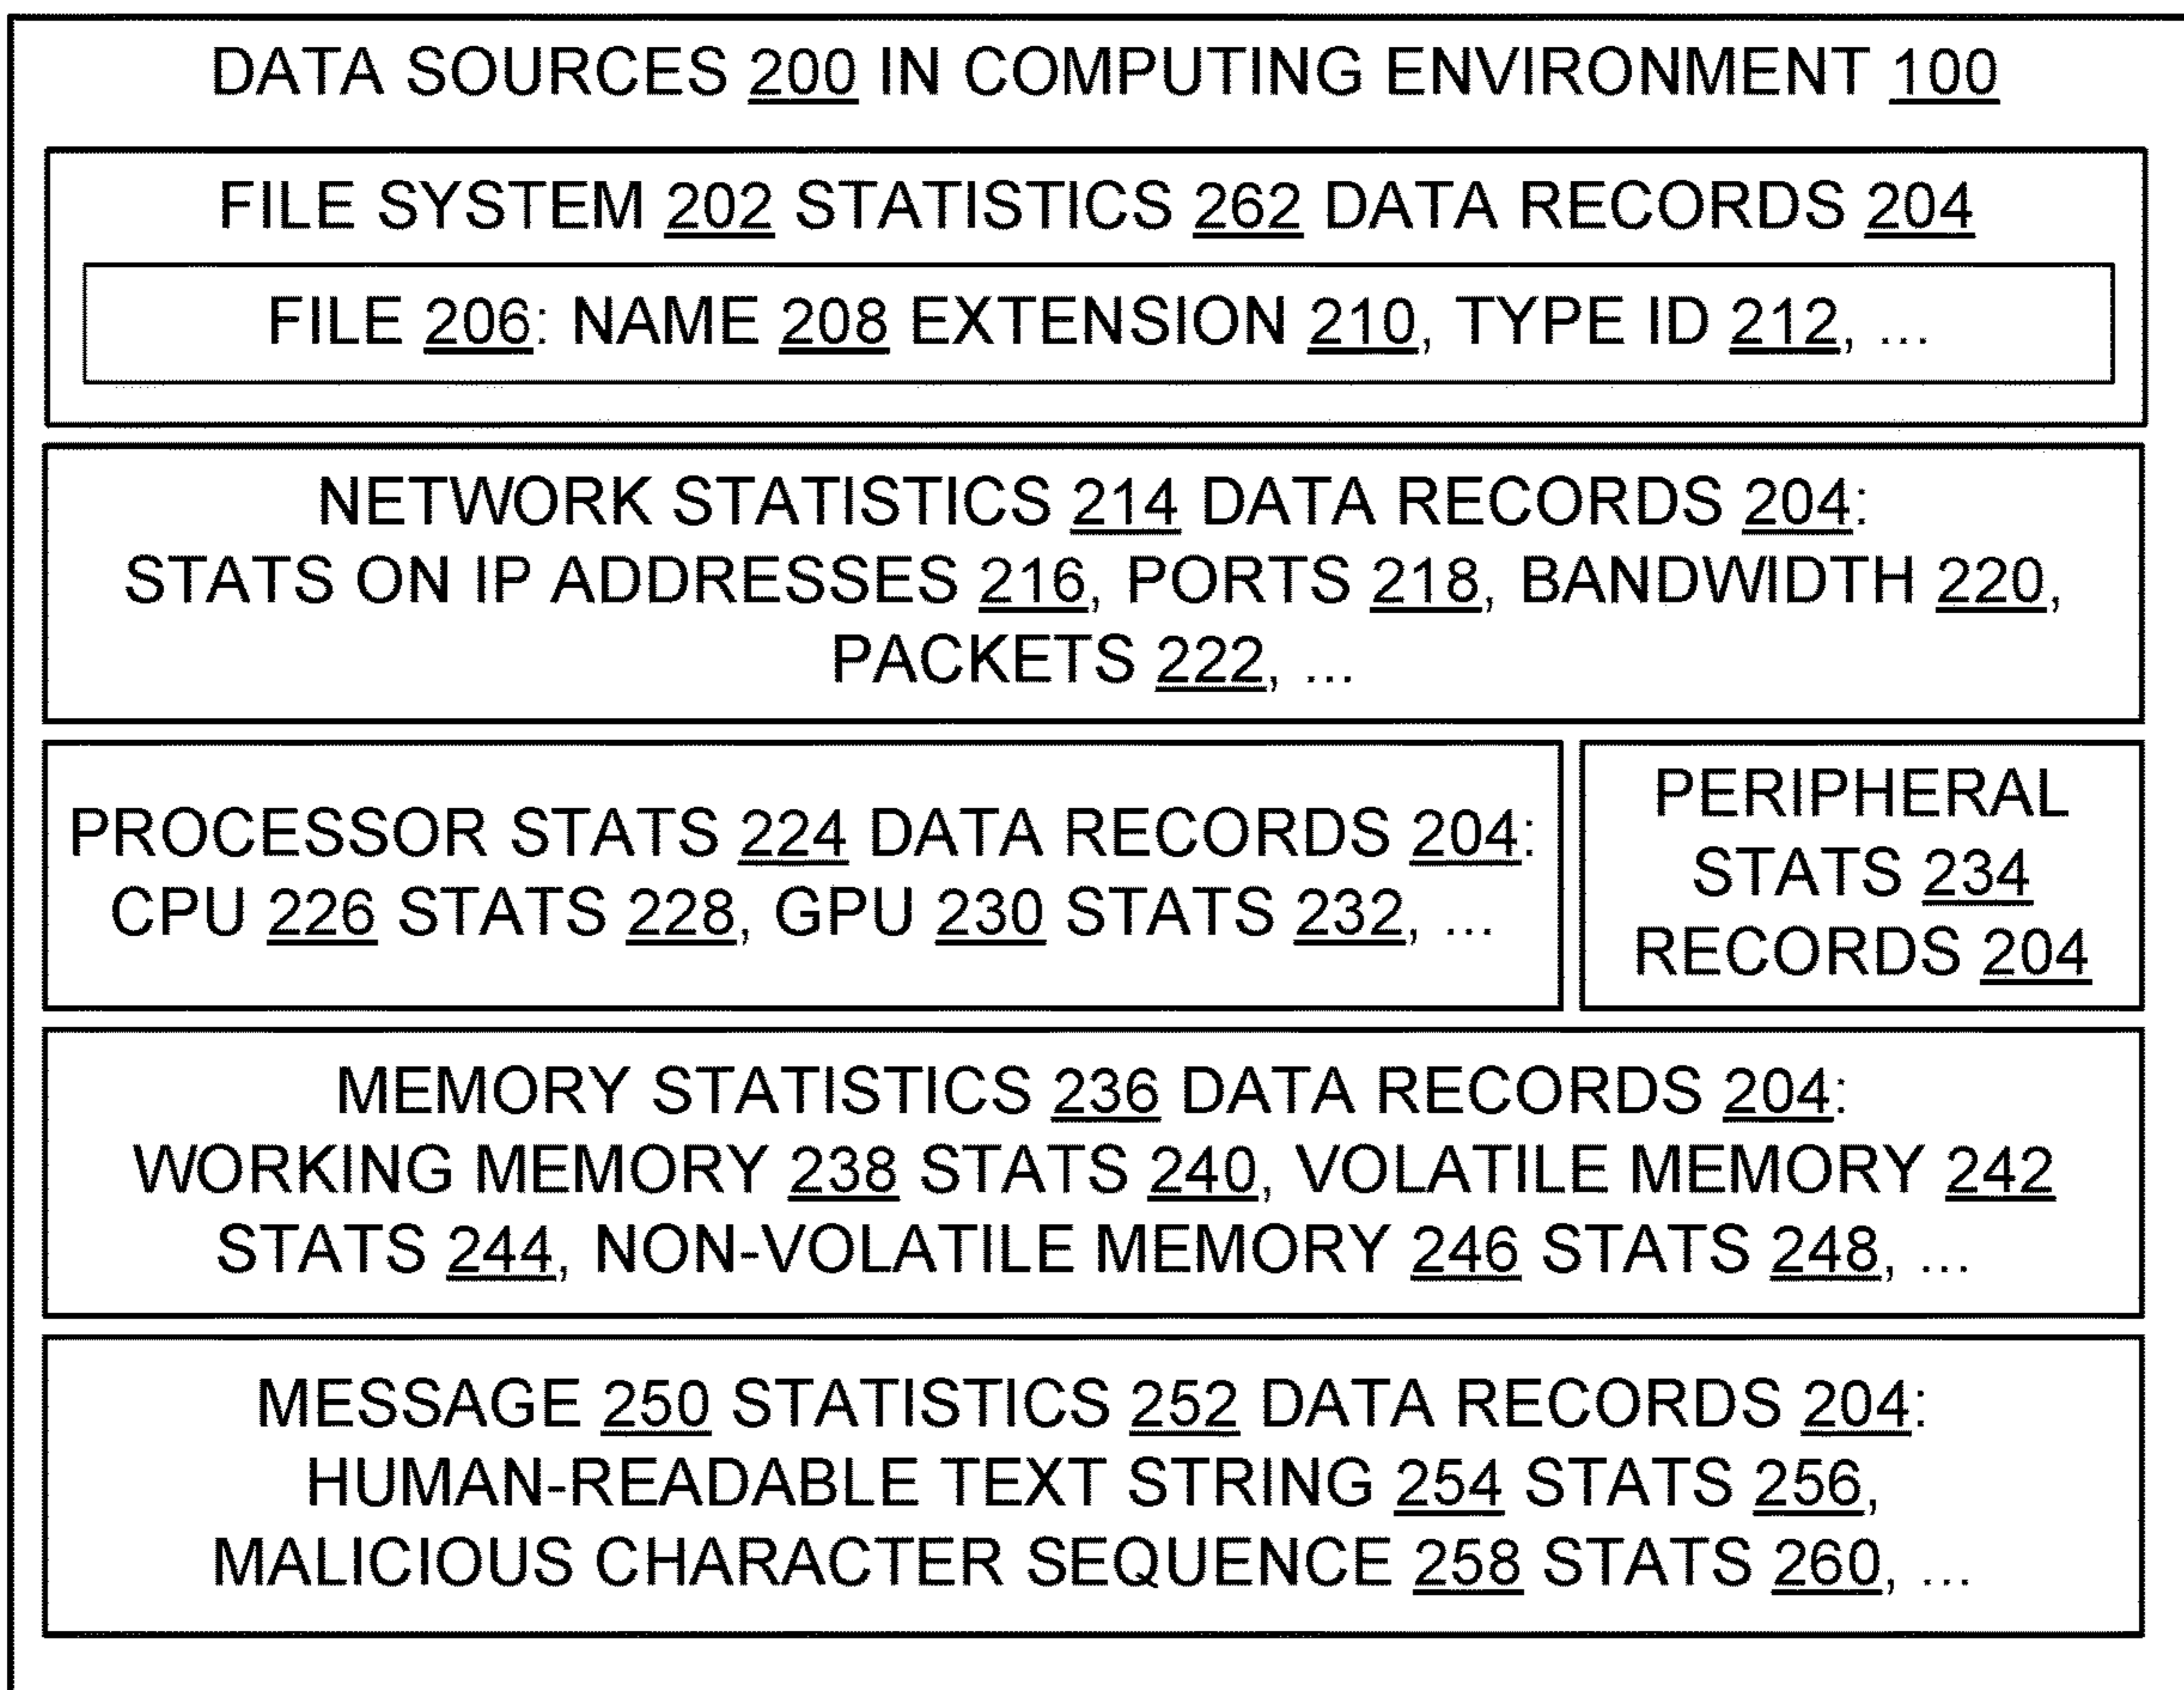 DATA SOURCES 200 IN COMPUTING ENVIRONMENT 100
FILE SYSTEM 202 STATISTICS 262 DATA RECORDS 204
FILE 206: NAME 208 EXTENSION 210, TYPE ID 212, ...
NETWORK STATISTICS 214 DATA RECORDS 204:
STATS ON IP ADDRESSES 216, PORTS 218, BANDWIDTH 220,
PACKETS 222, ...
PROCESSOR STATS 224 DATA RECORDS 204:
CPU 226 STATS 228, GPU 230 STATS 232, ...
PERIPHERAL
STATS 234
RECORDS 204
MEMORY STATISTICS 236 DATA RECORDS 204:
WORKING MEMORY 238 STATS 240, VOLATILE MEMORY 242
STATS 244, NON-VOLATILE MEMORY 246 STATS 248, ...
MESSAGE 250 STATISTICS 252 DATA RECORDS 204:
HUMAN-READABLE TEXT STRING 254 STATS 256,
MALICIOUS CHARACTER SEQUENCE 258 STATS 260, ...